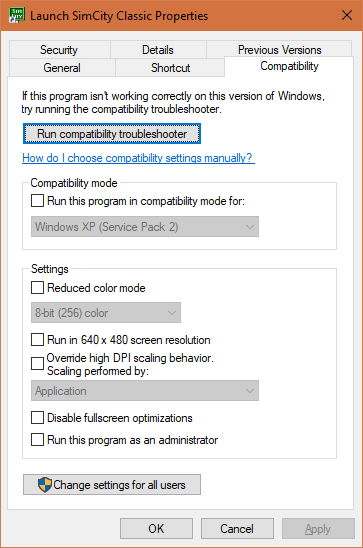 Launch SimCity Classic Properties
Security Details Previous Versions
General Shortcut Compatibility
If this program isn't working correctly on this version of Windows,
try running the compatibility troubleshooter.
Run compatibility troubleshooter
How do I choose compatibility settings manually?
Compatibility mode
Run this program in compatibility mode for:
Windows XP (Service Pack 2)
Settings
Reduced color mode
8-bit (256) color
Run in 640 x 480 screen resolution
Override high DPI scaling behavior.
Scaling performed by:
Application
Disable fullscreen optimizations
Run this program as an administrator
Change settings for all users
OK Cancel Apply